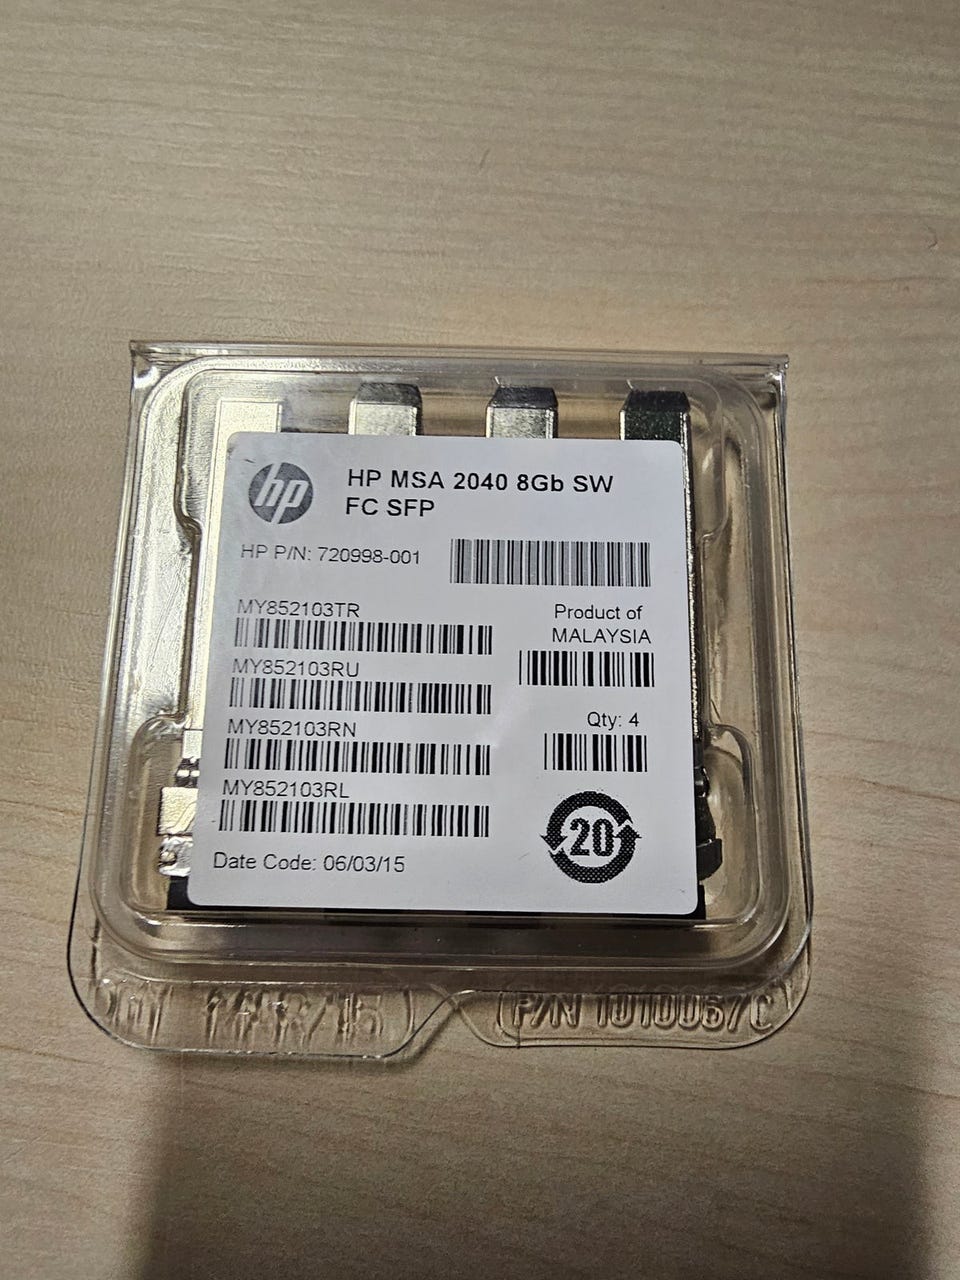 hp
HP MSA 2040 8Gb SW
FC SFP
HP P/N: 720998-001
MY852103TR
MY852103RU
MY852103RN
MY852103RL
Date Code: 06/03/15
Product of
MALAYSIA
Qty: 4
20
P/N 1010067C